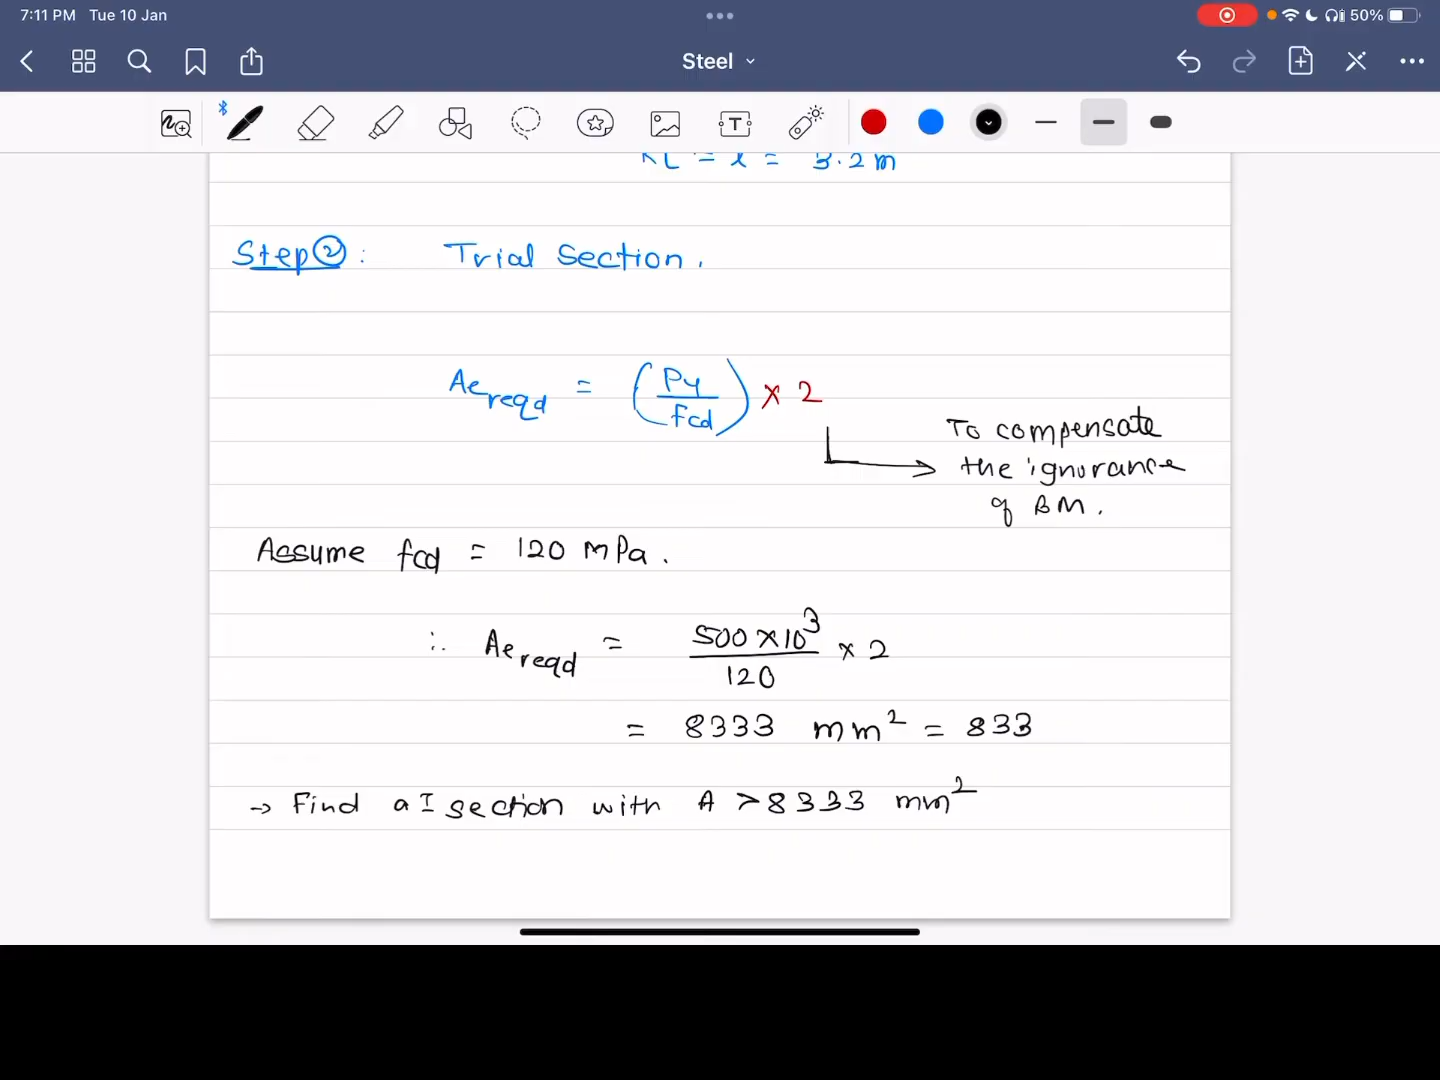 7:11 PM Tue 10 Jan
50%
Steel
T
KL = l = 3.2m
Step ② : Trial Section.
Ae reqd = (Py / fcd) × 2
To compensate
the ignorance
of BM.
Assume fcd = 120 MPa.
∴ Ae reqd = 500 × 10³ / 120 × 2
= 8333 mm² = 833
→ Find a I section with A > 8333 mm²